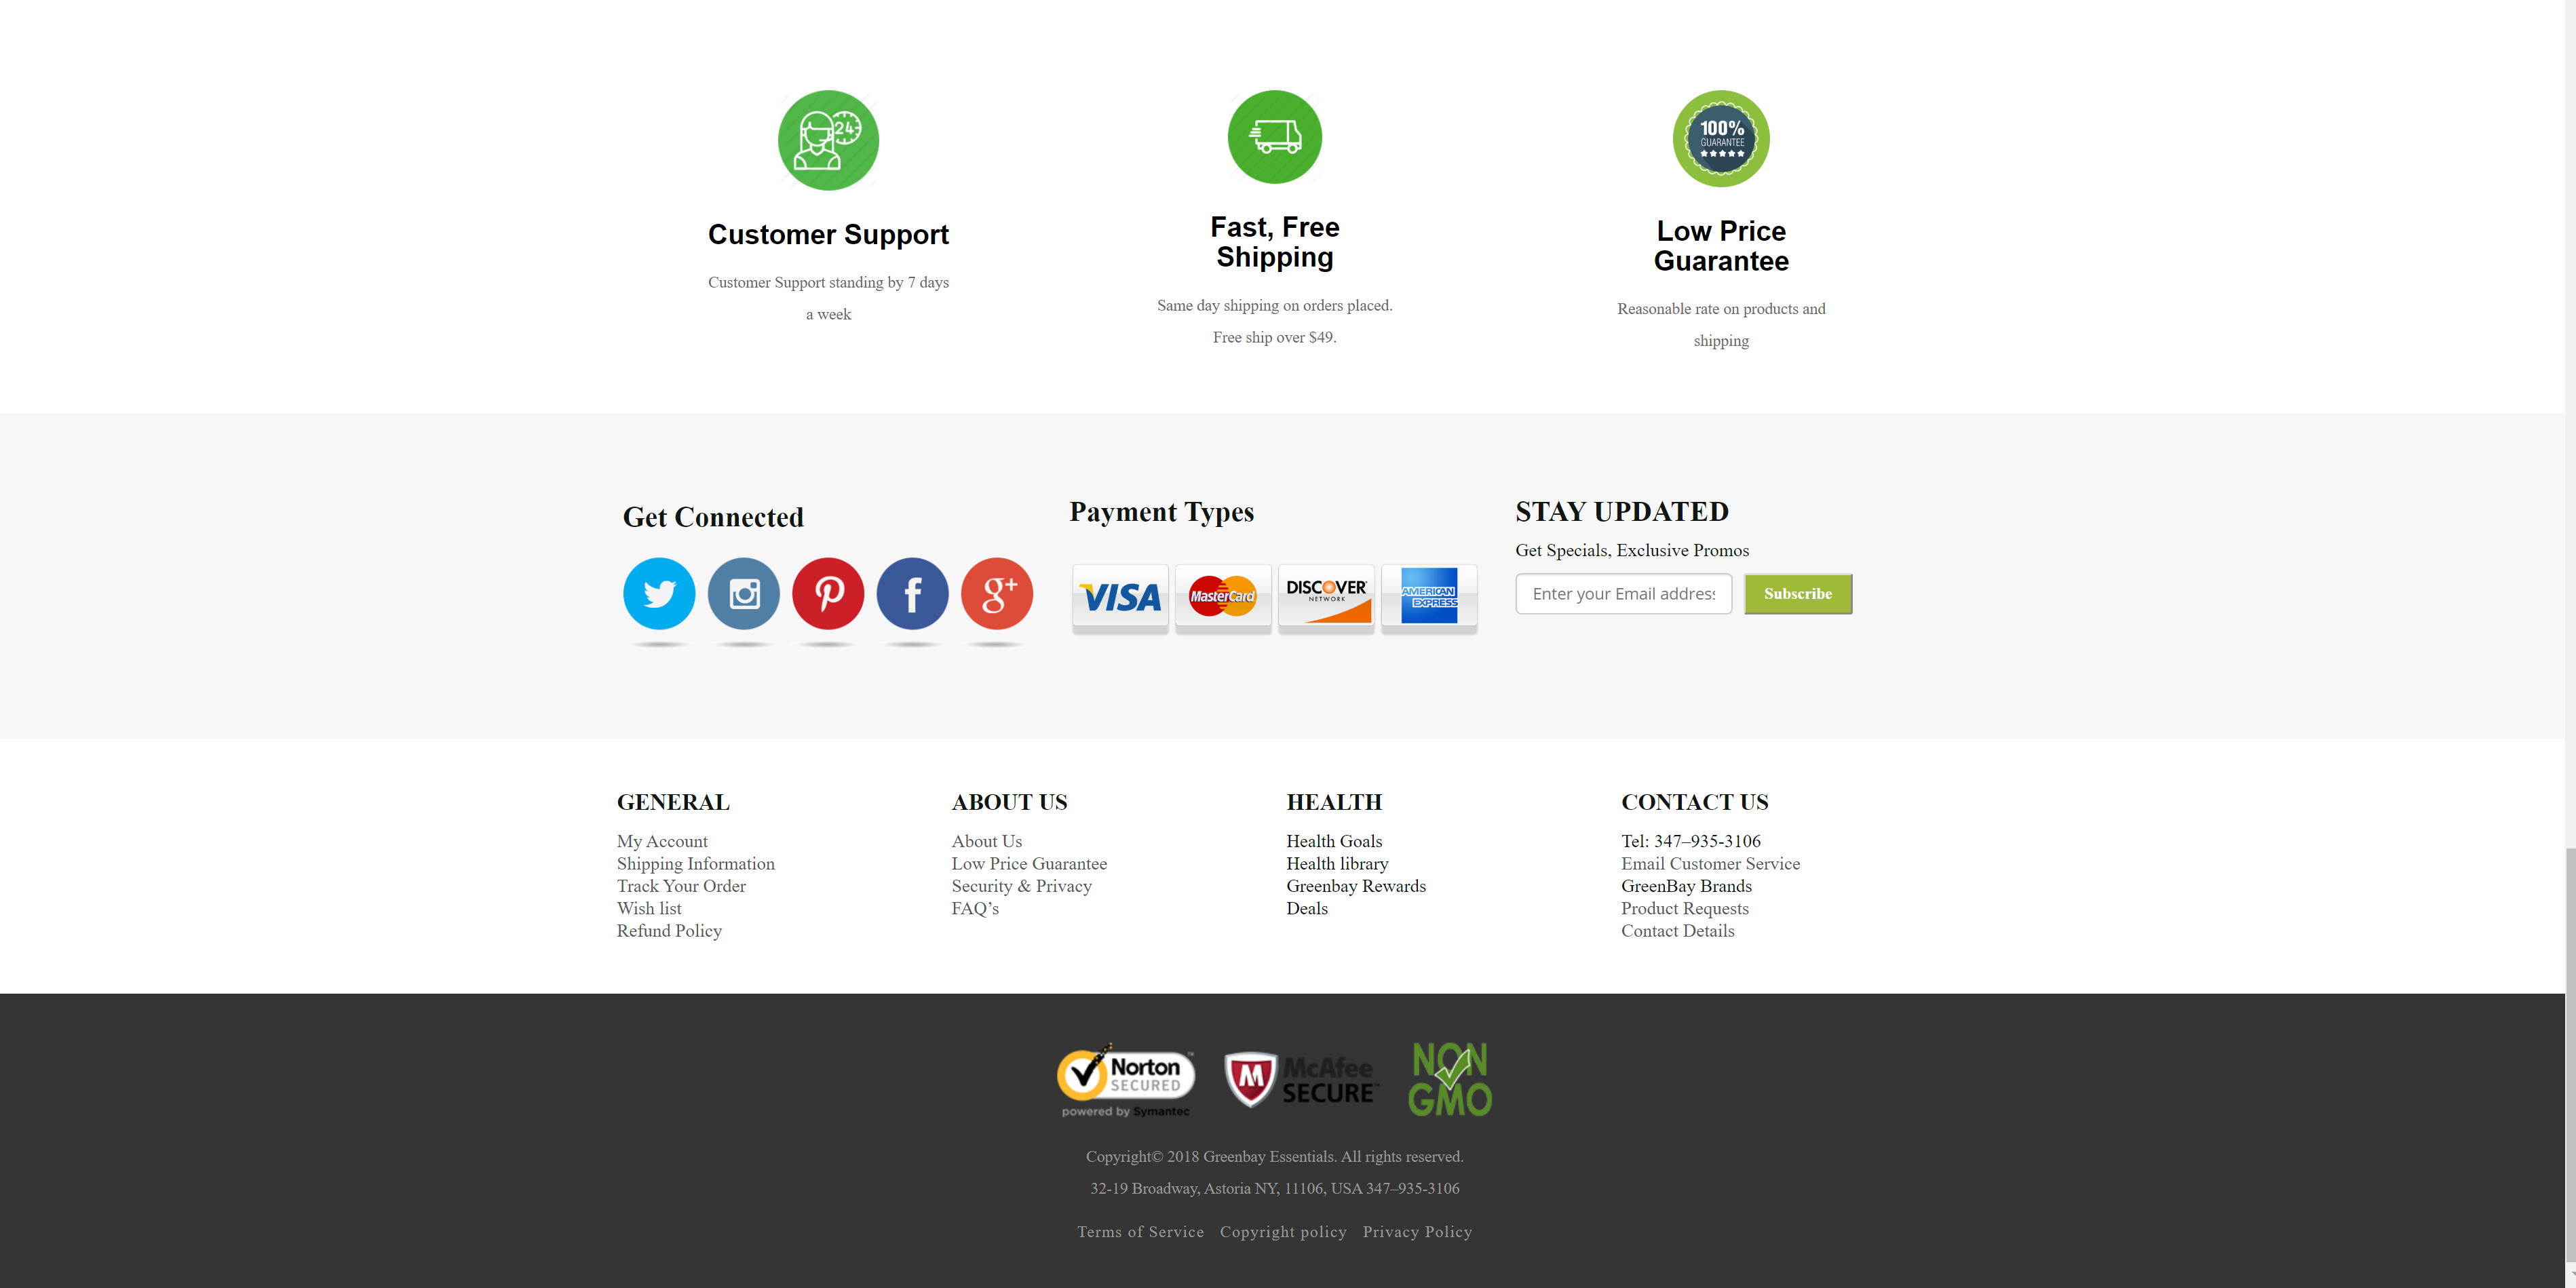 24
Customer Support
Customer Support standing by 7 days
a week
Fast, Free
Shipping
Same day shipping on orders placed.
Free ship over $49.
100%
GUARANTEE
Low Price
Guarantee
Reasonable rate on products and
shipping
Get Connected
f
g+
Payment Types
VISA
MasterCard
DISCOVER
NETWORK
AMERICAN
EXPRESS
STAY UPDATED
Get Specials, Exclusive Promos
Enter your Email address
Subscribe
GENERAL
My Account
Shipping Information
Track Your Order
Wish list
Refund Policy
ABOUT US
About Us
Low Price Guarantee
Security & Privacy
FAQ’s
HEALTH
Health Goals
Health library
Greenbay Rewards
Deals
CONTACT US
Tel: 347–935-3106
Email Customer Service
GreenBay Brands
Product Requests
Contact Details
Norton
SECURED
powered by Symantec
McAfee
SECURE™
NON
GMO
Copyright© 2018 Greenbay Essentials. All rights reserved.
32-19 Broadway, Astoria NY, 11106, USA 347–935-3106
Terms of Service Copyright policy Privacy Policy